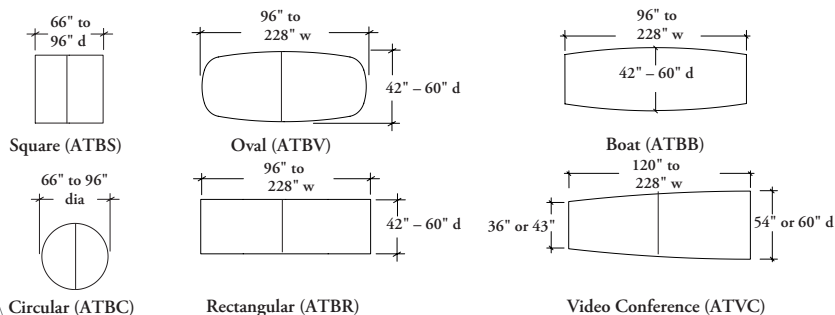 66" to
96" d
Square (ATBS)
96" to
228" w
42" – 60" d
Oval (ATBV)
96" to
228" w
42" – 60" d
Boat (ATBB)
66" to 96"
dia
\ Circular (ATBC)
96" to
228" w
42" – 60" d
Rectangular (ATBR)
120" to
228" w
36" or 43"
54" or 60" d
Video Conference (ATVC)